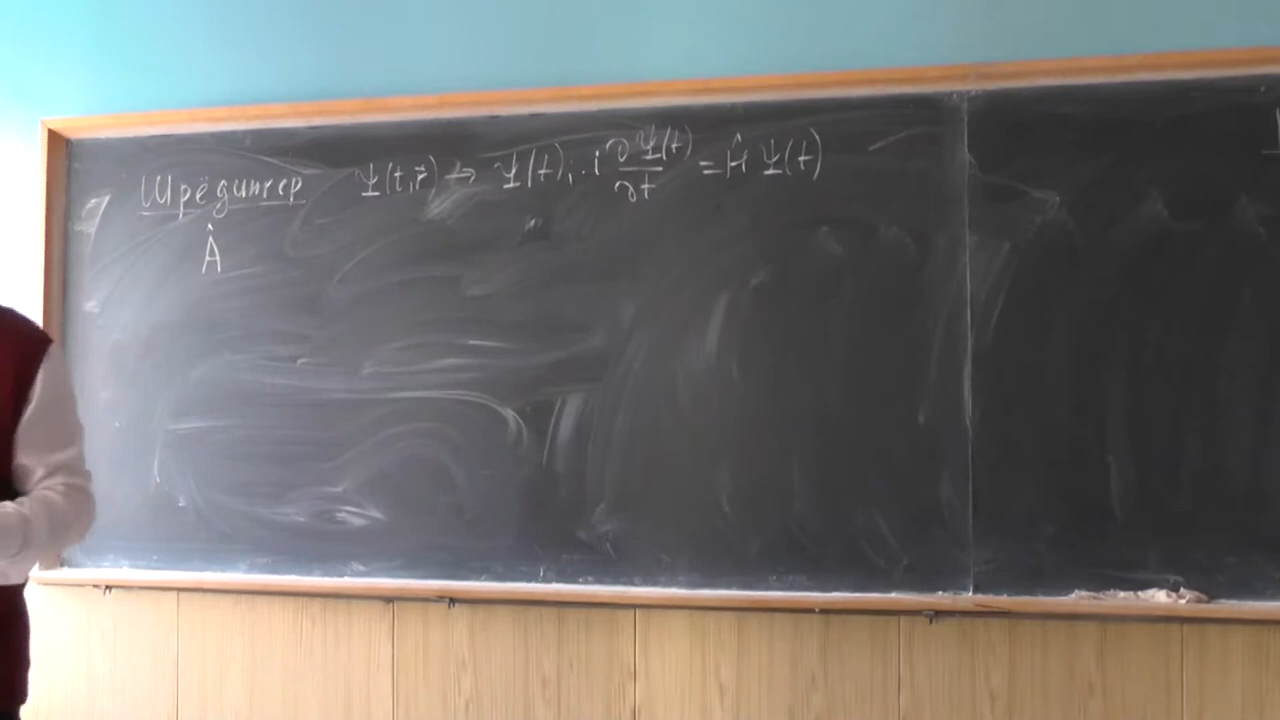 Шрёдингер Ψ(t,r⃗) → Ψ(t); i ∂Ψ(t)/∂t = Ĥ Ψ(t)
Â